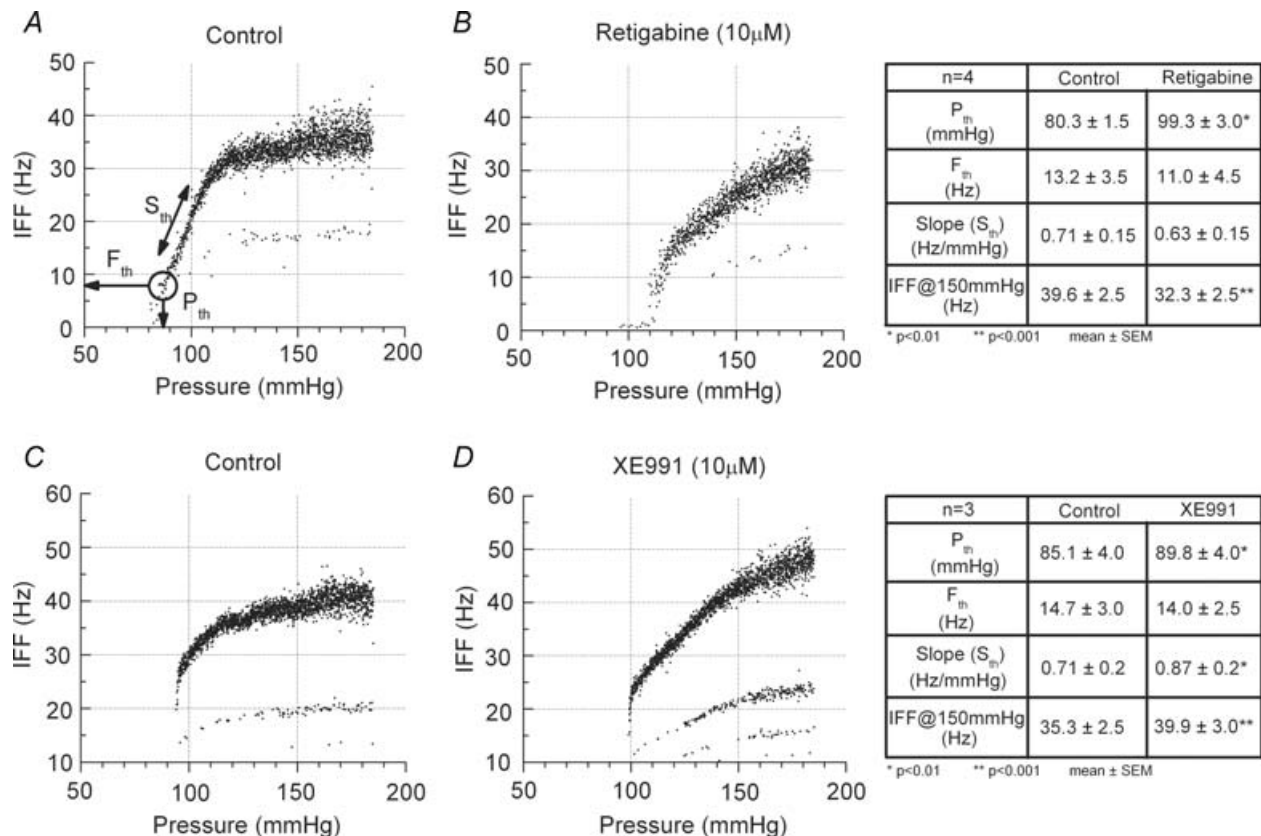 A
Control
50
40
30
20
10
0
IFF (Hz)
S th
F th
P th
50
100
150
200
Pressure (mmHg)
B
Retigabine (10µM)
50
40
30
20
10
0
IFF (Hz)
50
100
150
200
Pressure (mmHg)
n=4 Control Retigabine
P th (mmHg) 80.3 ± 1.5 99.3 ± 3.0*
F th (Hz) 13.2 ± 3.5 11.0 ± 4.5
Slope (S th) (Hz/mmHg) 0.71 ± 0.15 0.63 ± 0.15
IFF@150mmHg (Hz) 39.6 ± 2.5 32.3 ± 2.5**
* p<0.01 ** p<0.001 mean ± SEM
C
Control
60
50
40
30
20
10
IFF (Hz)
50
100
150
200
Pressure (mmHg)
D
XE991 (10µM)
60
50
40
30
20
10
IFF (Hz)
50
100
150
200
Pressure (mmHg)
n=3 Control XE991
P th (mmHg) 85.1 ± 4.0 89.8 ± 4.0*
F th (Hz) 14.7 ± 3.0 14.0 ± 2.5
Slope (S th) (Hz/mmHg) 0.71 ± 0.2 0.87 ± 0.2*
IFF@150mmHg (Hz) 35.3 ± 2.5 39.9 ± 3.0**
* p<0.01 ** p<0.001 mean ± SEM